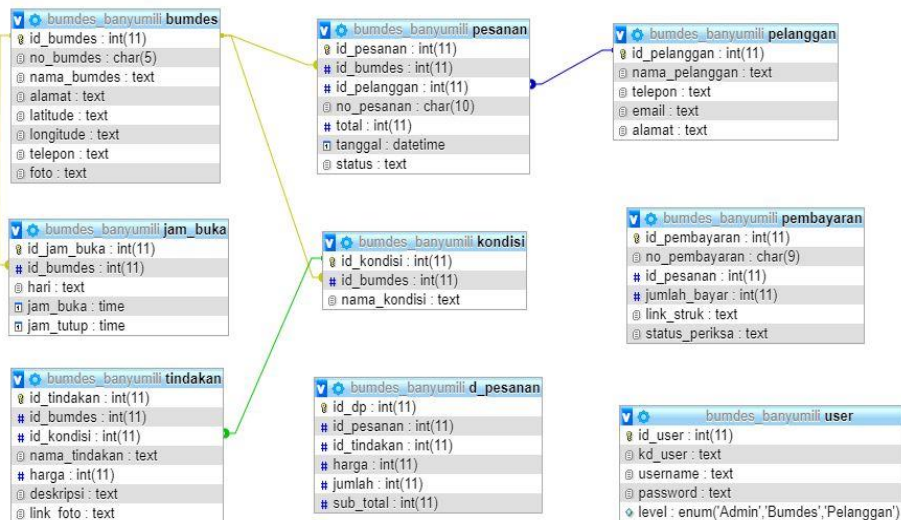 bumdes_banyumili bumdes
id_bumdes : int(11)
no_bumdes : char(5)
nama_bumdes : text
alamat : text
latitude : text
longitude : text
telepon : text
foto : text
bumdes_banyumili pesanan
id_pesanan : int(11)
id_bumdes : int(11)
id_pelanggan : int(11)
no_pesanan : char(10)
total : int(11)
tanggal : datetime
status : text
bumdes_banyumili pelanggan
id_pelanggan : int(11)
nama_pelanggan : text
telepon : text
email : text
alamat : text
bumdes_banyumili jam_buka
id_jam_buka : int(11)
id_bumdes : int(11)
hari : text
jam_buka : time
jam_tutup : time
bumdes_banyumili kondisi
id_kondisi : int(11)
id_bumdes : int(11)
nama_kondisi : text
bumdes_banyumili pembayaran
id_pembayaran : int(11)
no_pembayaran : char(9)
id_pesanan : int(11)
jumlah_bayar : int(11)
link_struk : text
status_periksa : text
bumdes_banyumili tindakan
id_tindakan : int(11)
id_bumdes : int(11)
id_kondisi : int(11)
nama_tindakan : text
harga : int(11)
deskripsi : text
link_foto : text
bumdes_banyumili d_pesanan
id_dp : int(11)
id_pesanan : int(11)
id_tindakan : int(11)
harga : int(11)
jumlah : int(11)
sub_total : int(11)
bumdes_banyumili user
id_user : int(11)
kd_user : text
username : text
password : text
level : enum('Admin','Bumdes','Pelanggan')